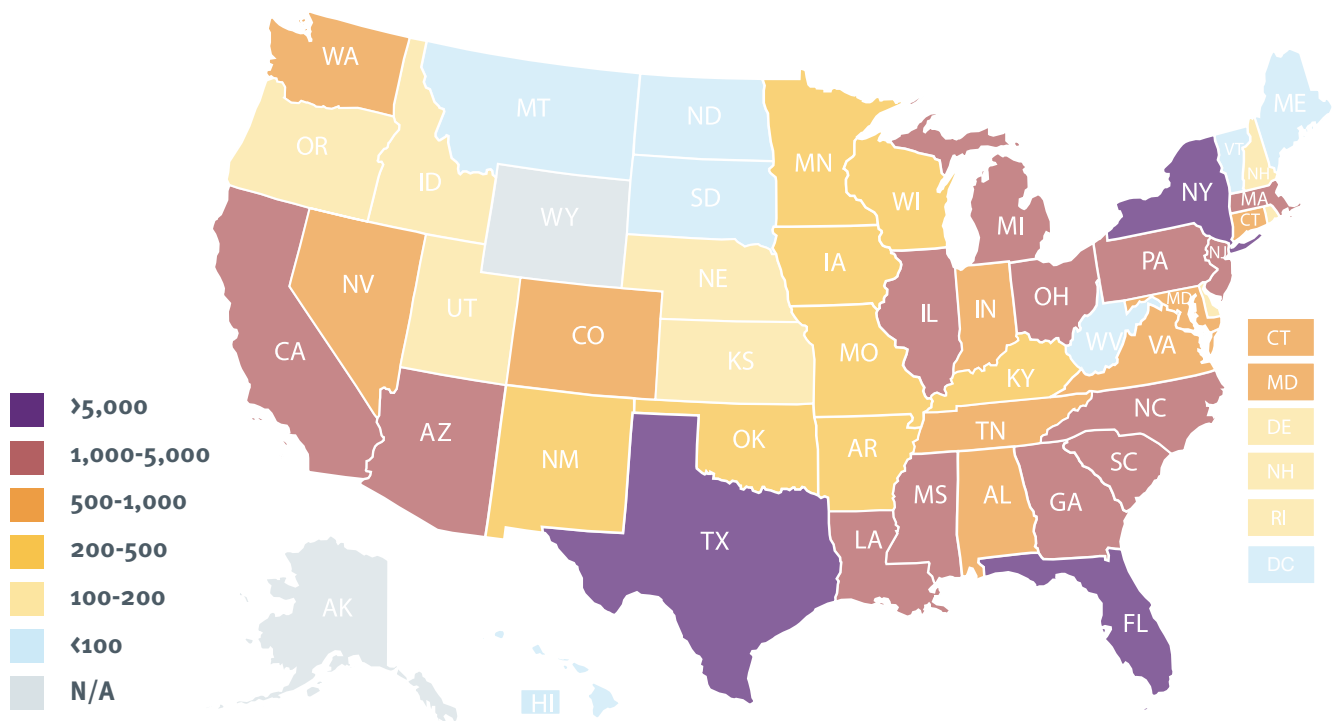 WA
OR
ID
MT
ND
SD
WY
NE
NV
UT
CO
KS
CA
AZ
NM
OK
TX
MN
WI
IA
MO
AR
LA
MS
IL
IN
MI
OH
KY
TN
AL
GA
FL
SC
NC
VA
WV
MD
PA
NJ
NY
CT
MA
VT
NH
ME
AK
HI
>5,000
1,000-5,000
500-1,000
200-500
100-200
<100
N/A
CT
MD
DE
NH
RI
DC